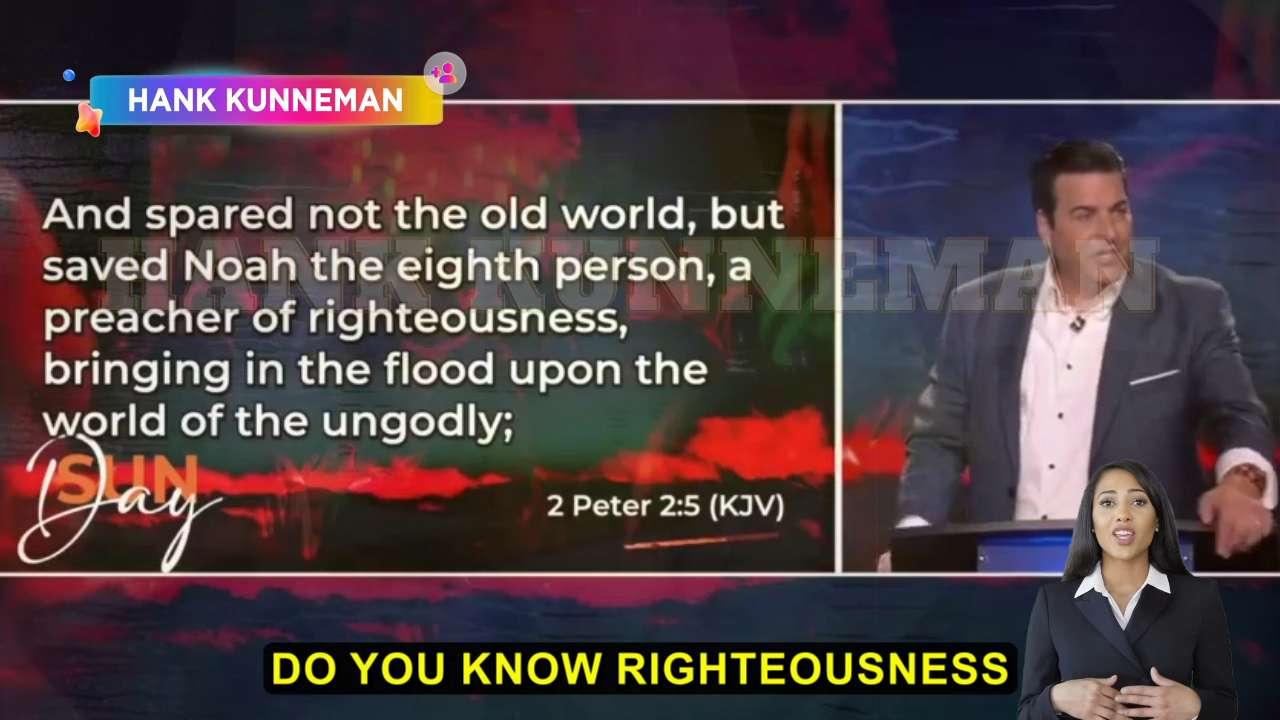 HANK KUNNEMAN
And spared not the old world, but
saved Noah the eighth person, a
HANK KUNNEMAN
preacher of righteousness,
bringing in the flood upon the
world of the ungodly;
SUN
Day
2 Peter 2:5 (KJV)
DO YOU KNOW RIGHTEOUSNESS